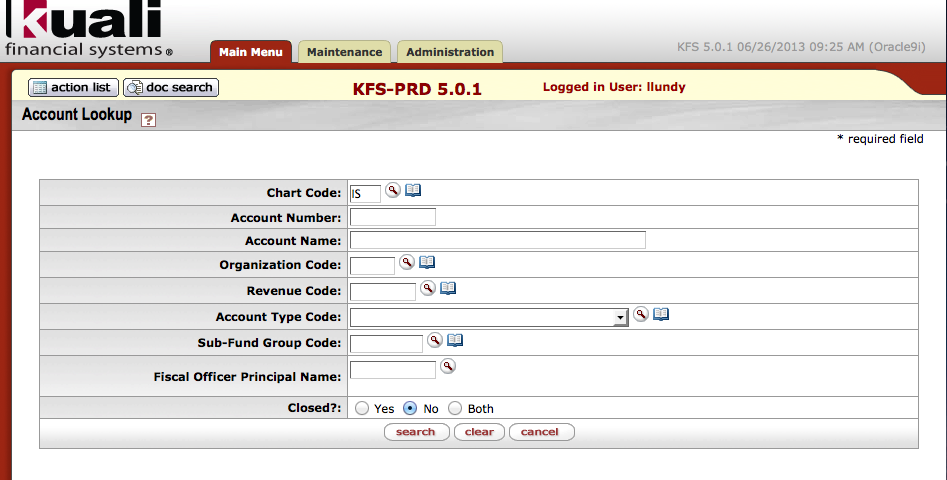 kuali
financial systems ®
Main Menu Maintenance Administration
KFS 5.0.1 06/26/2013 09:25 AM (Oracle9i)
action list doc search KFS-PRD 5.0.1 Logged in User: llundy
Account Lookup ?
* required field
Chart Code: IS
Account Number:
Account Name:
Organization Code:
Revenue Code:
Account Type Code:
Sub-Fund Group Code:
Fiscal Officer Principal Name:
Closed?: Yes No Both
search clear cancel